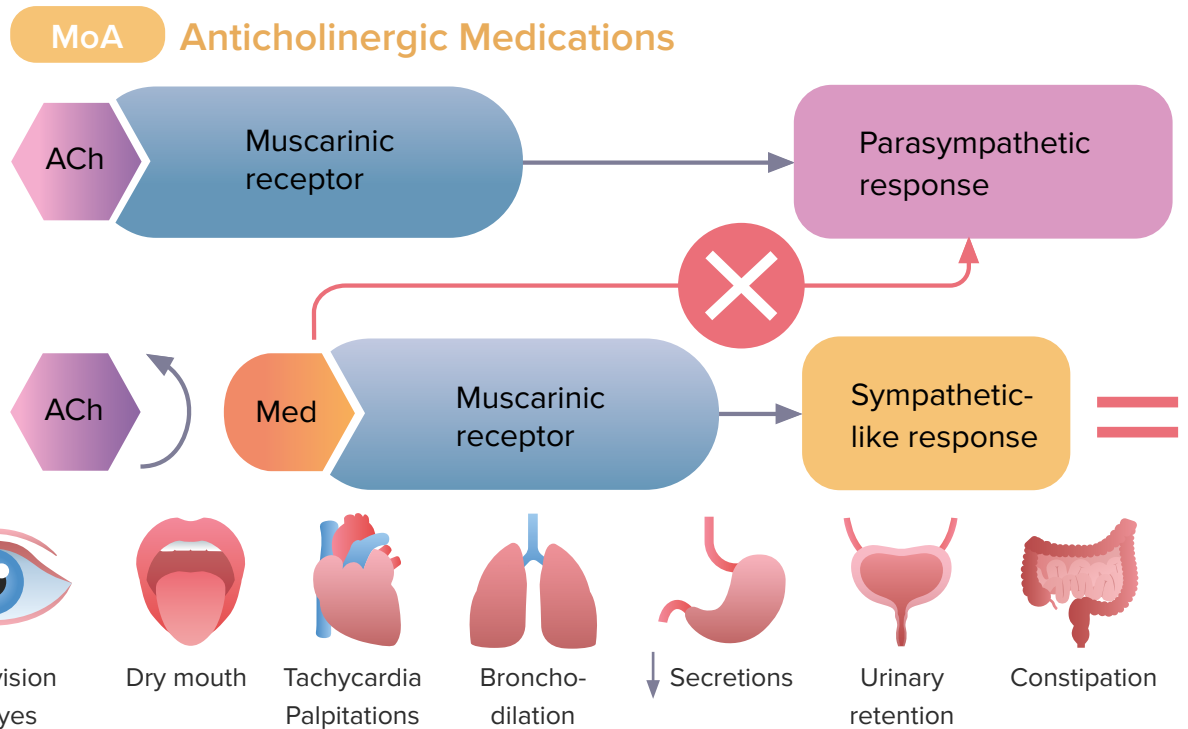 MoA Anticholinergic Medications
ACh
Muscarinic
receptor
Parasympathetic
response
ACh
Med
Muscarinic
receptor
Sympathetic-
like response
Dry mouth
Tachycardia
Palpitations
Broncho-
dilation
Secretions
Urinary
retention
Constipation